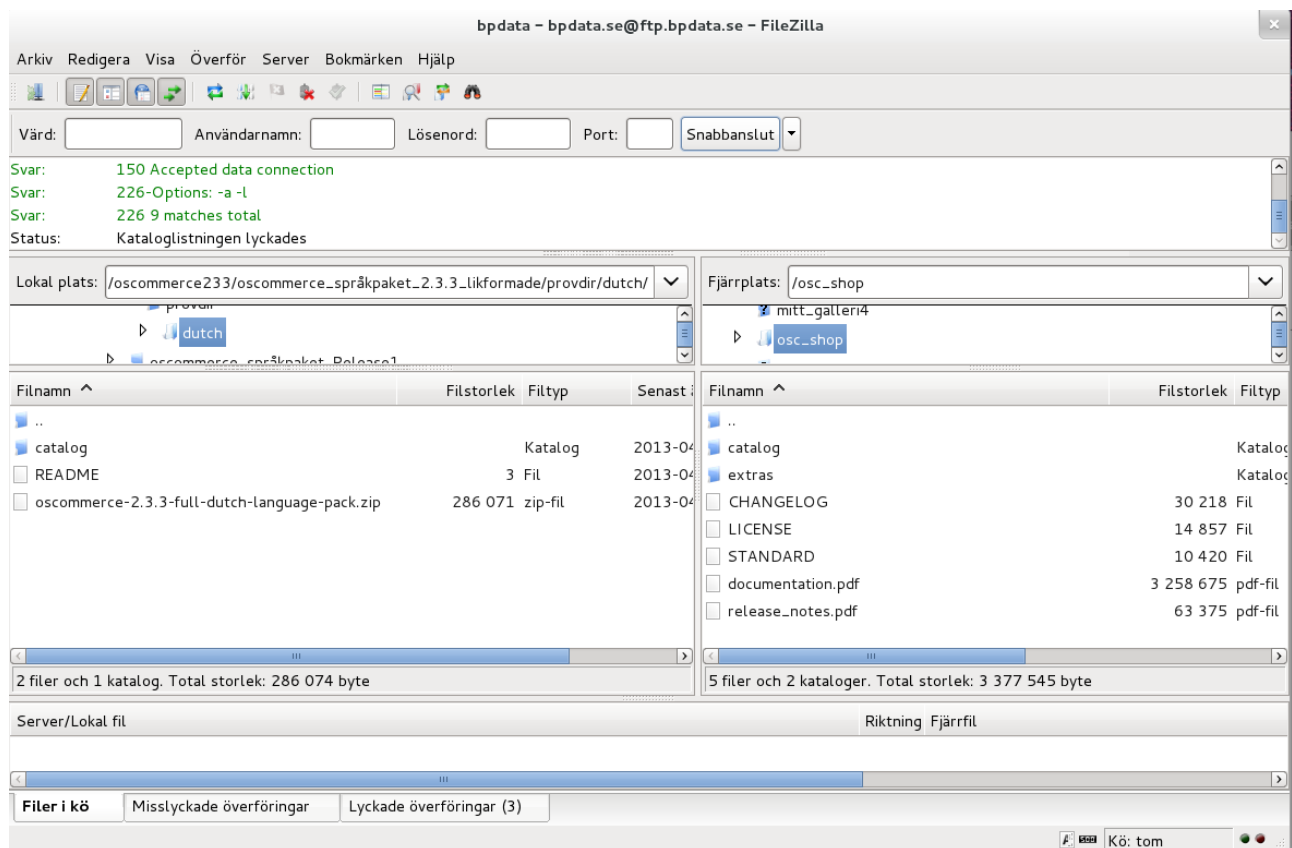 bpdata – bpdata.se@ftp.bpdata.se – FileZilla
Arkiv Redigera Visa Överför Server Bokmärken Hjälp
Värd: Användarnamn: Lösenord: Port: Snabbanslut
Svar: 150 Accepted data connection
Svar: 226-Options: -a -l
Svar: 226 9 matches total
Status: Kataloglistningen lyckades
Lokal plats: /oscommerce233/oscommerce_språkpaket_2.3.3_likformade/provdir/dutch/
provdir
dutch
oscommerce_språkpaket_Release1
Fjärrplats: /osc_shop
mitt_galleri4
osc_shop
Filnamn Filstorlek Filtyp Senast
..
catalog Katalog 2013-04
README 3 Fil 2013-04
oscommerce-2.3.3-full-dutch-language-pack.zip 286 071 zip-fil 2013-04
2 filer och 1 katalog. Total storlek: 286 074 byte
Filnamn Filstorlek Filtyp
..
catalog Katalog
extras Katalog
CHANGELOG 30 218 Fil
LICENSE 14 857 Fil
STANDARD 10 420 Fil
documentation.pdf 3 258 675 pdf-fil
release_notes.pdf 63 375 pdf-fil
5 filer och 2 kataloger. Total storlek: 3 377 545 byte
Server/Lokal fil Riktning Fjärrfil
Filer i kö Misslyckade överföringar Lyckade överföringar (3)
Kö: tom